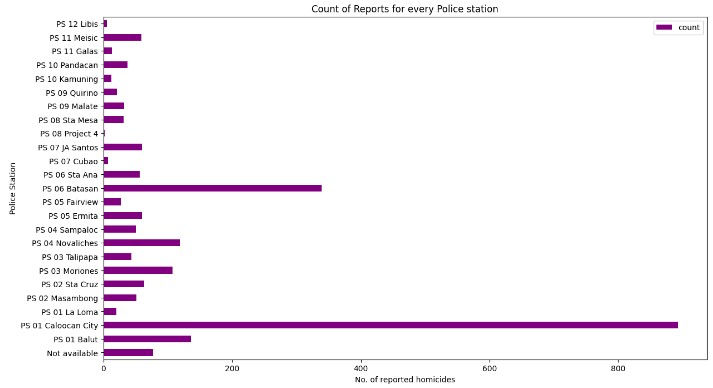 Count of Reports for every Police station
count
PS 12 Libis
PS 11 Meisic
PS 11 Galas
PS 10 Pandacan
PS 10 Kamuning
PS 09 Quirino
PS 09 Malate
PS 08 Sta Mesa
PS 08 Project 4
PS 07 JA Santos
PS 07 Cubao
PS 06 Sta Ana
PS 06 Batasan
PS 05 Fairview
PS 05 Ermita
PS 04 Sampaloc
PS 04 Novaliches
PS 03 Talipapa
PS 03 Moriones
PS 02 Sta Cruz
PS 02 Masambong
PS 01 La Loma
PS 01 Caloocan City
PS 01 Balut
Not available
Police Station
0 200 400 600 800
No. of reported homicides